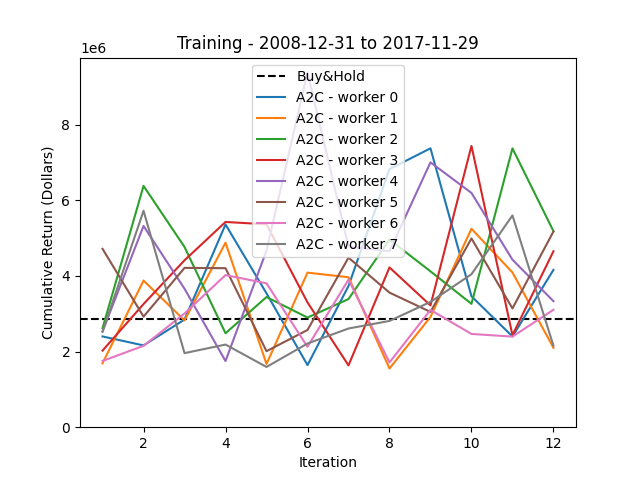 Training - 2008-12-31 to 2017-11-29
1e6
Buy&Hold
A2C - worker 0
A2C - worker 1
A2C - worker 2
A2C - worker 3
A2C - worker 4
A2C - worker 5
A2C - worker 6
A2C - worker 7
Cumulative Return (Dollars)
8
6
4
2
0
2
4
6
8
10
12
Iteration